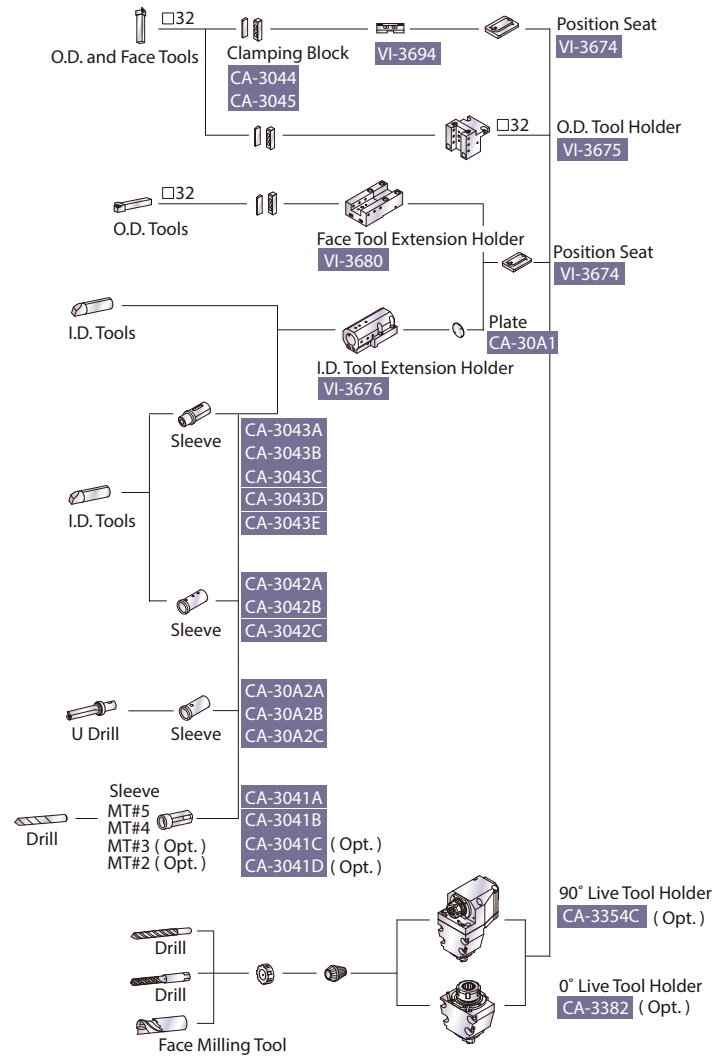 □32
O.D. and Face Tools
Clamping Block
CA-3044
CA-3045
VI-3694
Position Seat
VI-3674
□32
O.D. Tool Holder
VI-3675
□32
O.D. Tools
Face Tool Extension Holder
VI-3680
Position Seat
VI-3674
I.D. Tools
Plate
CA-30A1
I.D. Tool Extension Holder
VI-3676
Sleeve
CA-3043A
CA-3043B
CA-3043C
CA-3043D
CA-3043E
I.D. Tools
Sleeve
CA-3042A
CA-3042B
CA-3042C
U Drill
Sleeve
CA-30A2A
CA-30A2B
CA-30A2C
Drill
Sleeve
MT#5
MT#4
MT#3 ( Opt. )
MT#2 ( Opt. )
CA-3041A
CA-3041B
CA-3041C ( Opt. )
CA-3041D ( Opt. )
90˚ Live Tool Holder
CA-3354C ( Opt. )
Drill
Drill
Face Milling Tool
0˚ Live Tool Holder
CA-3382 ( Opt. )